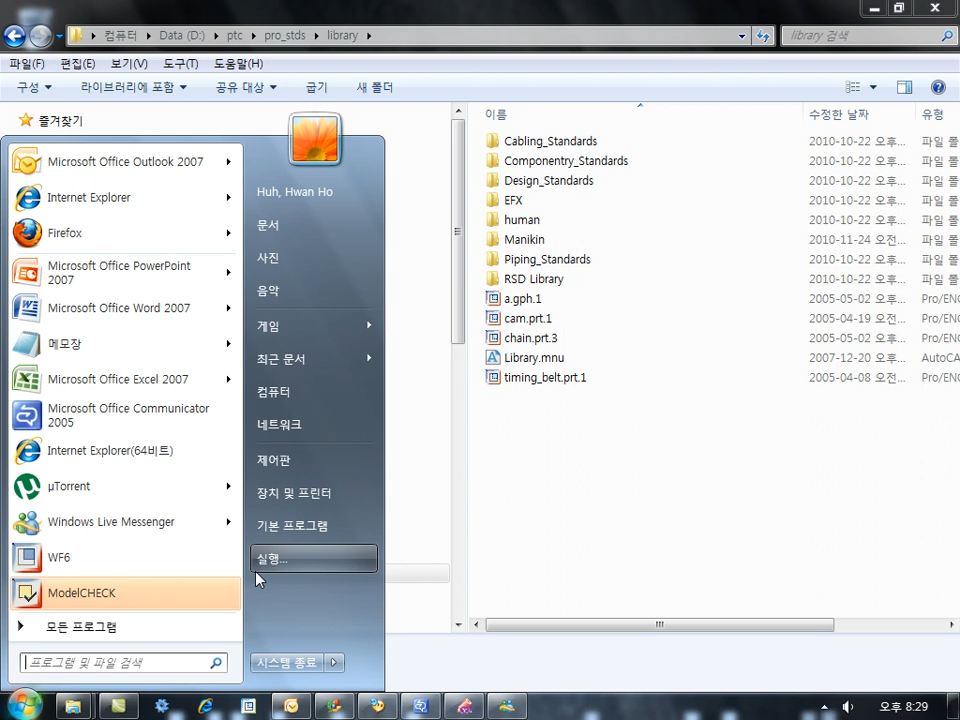 컴퓨터 Data (D:) ptc pro_stds library
library 검색
파일(F) 편집(E) 보기(V) 도구(T) 도움말(H)
구성 라이브러리에 포함 공유 대상 굽기 새 폴더
즐겨찾기
Microsoft Office Outlook 2007
Internet Explorer
Firefox
Microsoft Office PowerPoint
2007
Microsoft Office Word 2007
메모장
Microsoft Office Excel 2007
Microsoft Office Communicator
2005
Internet Explorer(64비트)
µTorrent
Windows Live Messenger
WF6
ModelCHECK
모든 프로그램
프로그램 및 파일 검색
Huh, Hwan Ho
문서
사진
음악
게임
최근 문서
컴퓨터
네트워크
제어판
장치 및 프린터
기본 프로그램
실행...
시스템 종료
이름 수정한 날짜 유형
Cabling_Standards 2010-10-22 오후... 파일 폴
Componentry_Standards 2010-10-22 오후... 파일 폴
Design_Standards 2010-10-22 오후... 파일 폴
EFX 2010-10-22 오후... 파일 폴
human 2010-10-22 오후... 파일 폴
Manikin 2010-11-24 오전... 파일 폴
Piping_Standards 2010-10-22 오후... 파일 폴
RSD Library 2010-10-22 오후... 파일 폴
a.gph.1 2005-05-02 오후... Pro/ENG
cam.prt.1 2005-04-19 오후... Pro/ENG
chain.prt.3 2005-05-02 오후... Pro/ENG
Library.mnu 2007-12-20 오후... AutoCA
timing_belt.prt.1 2005-04-08 오전... Pro/ENG
오후 8:29